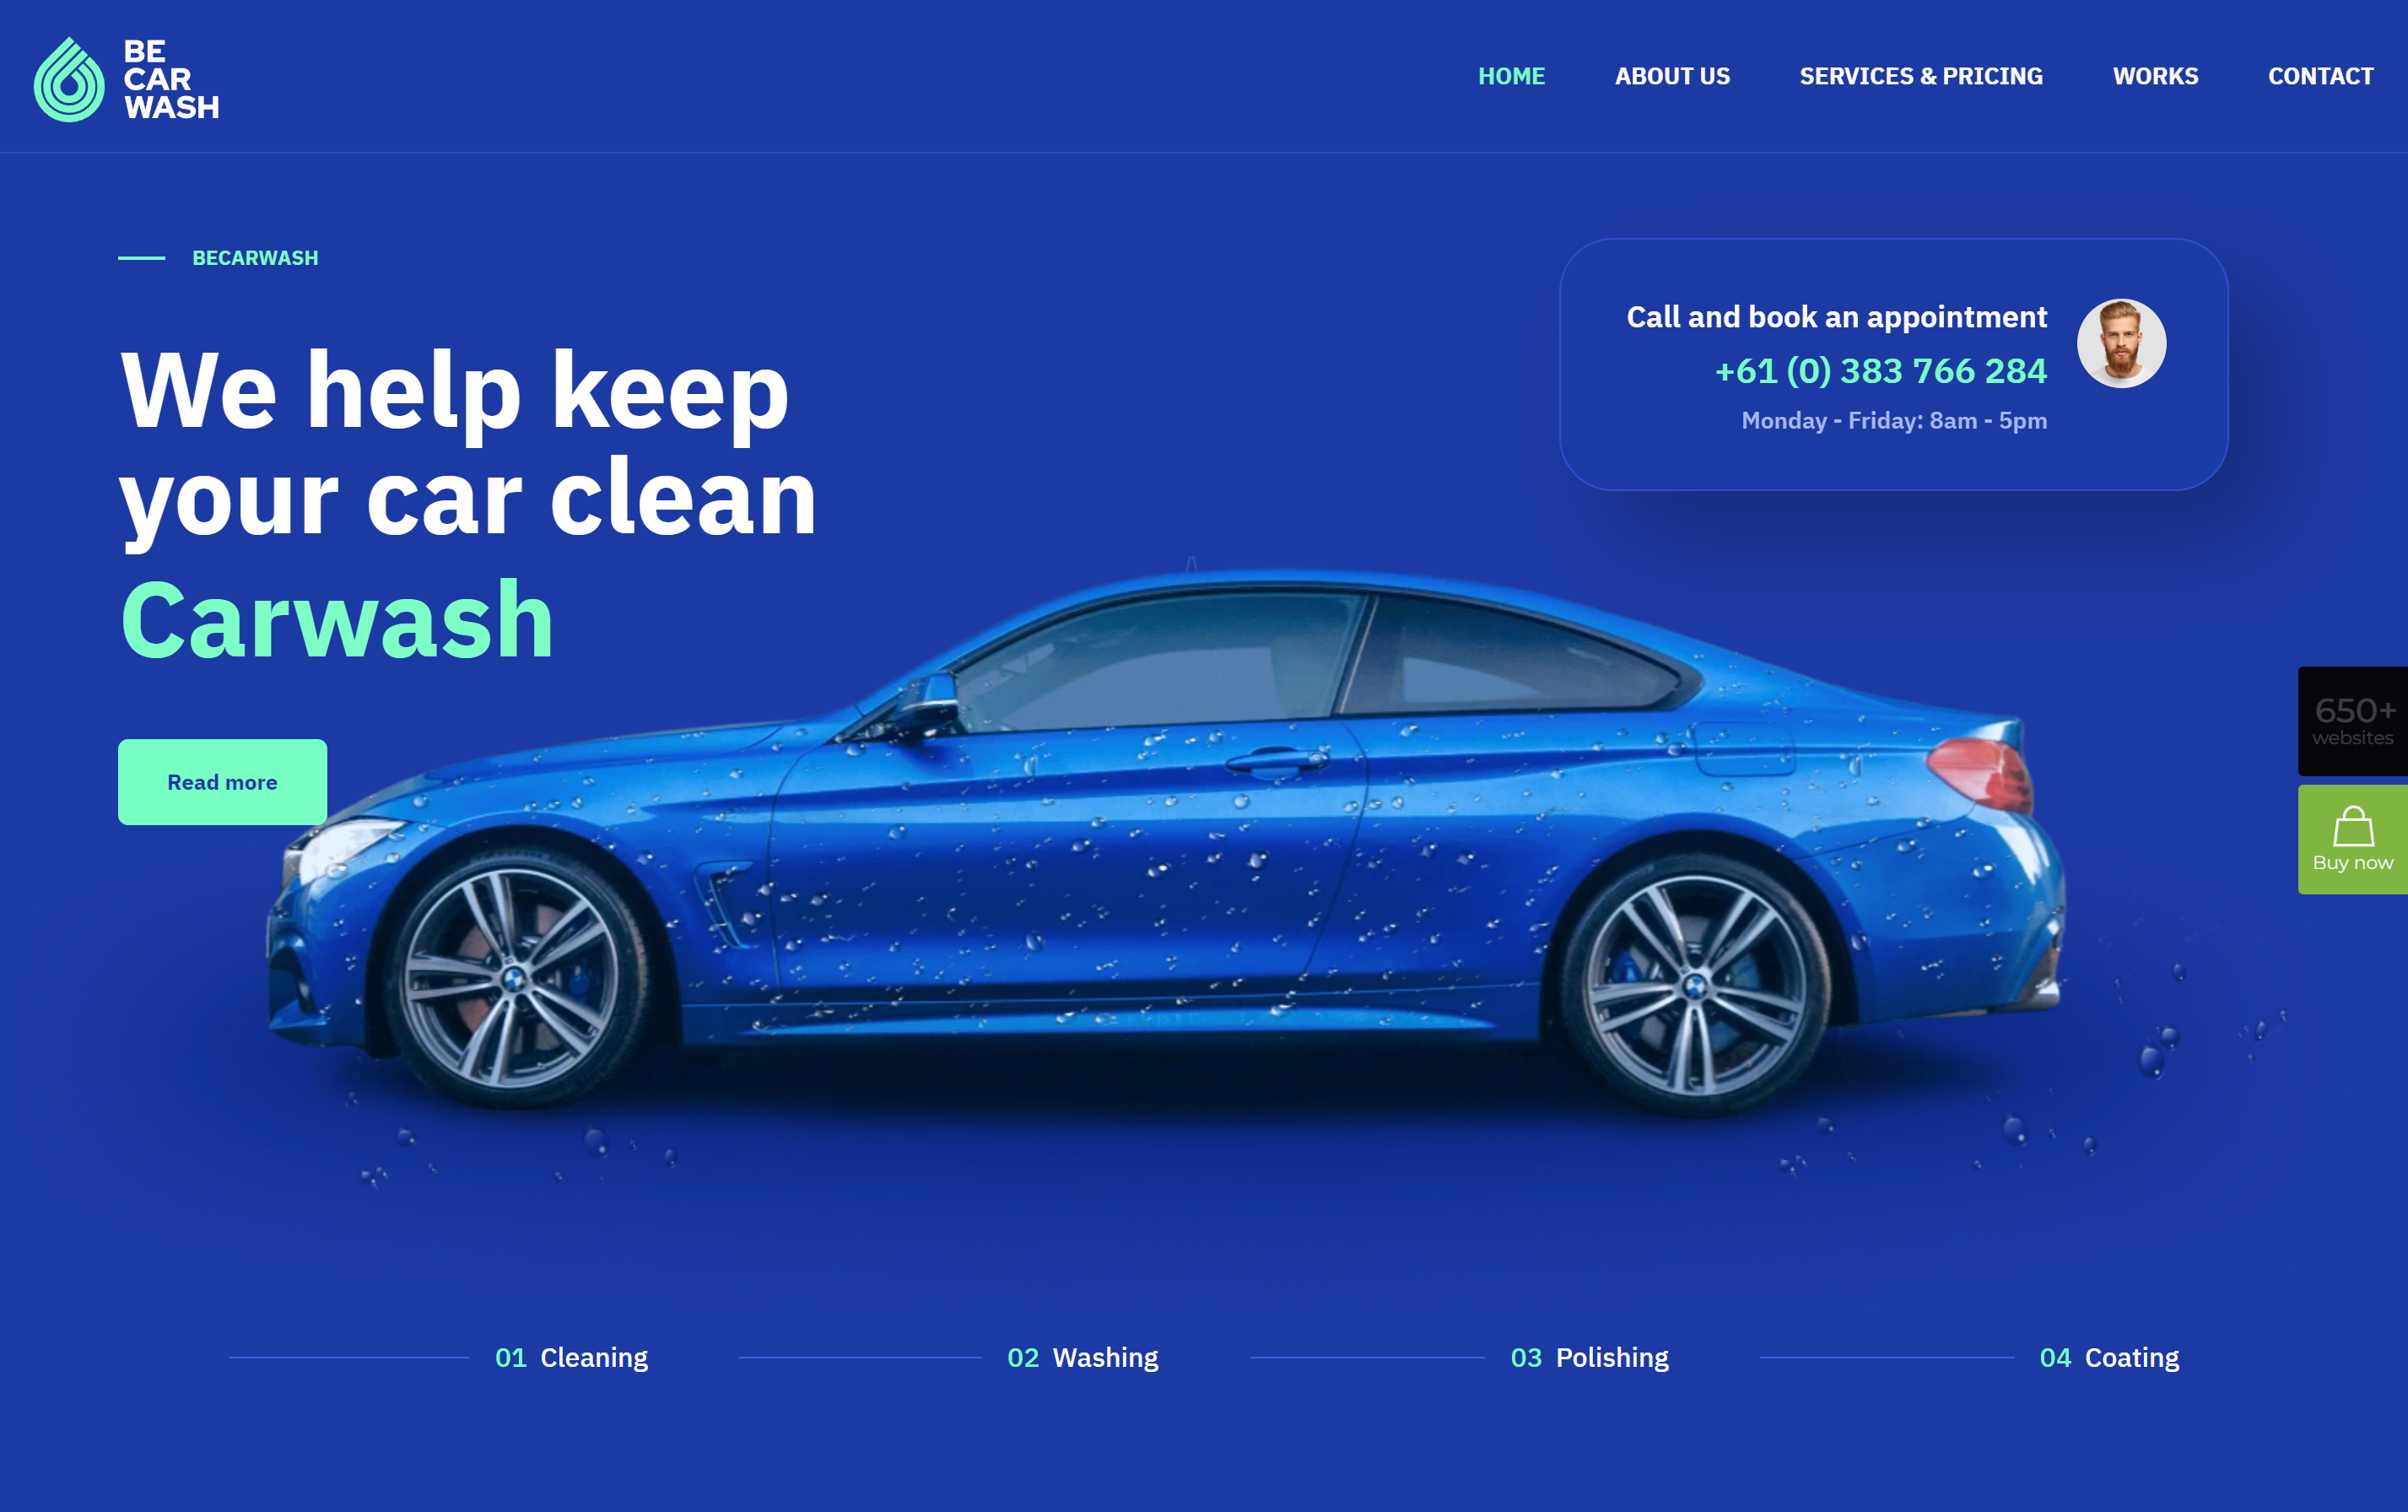 BE
CAR
WASH
HOME
ABOUT US
SERVICES & PRICING
WORKS
CONTACT
BECARWASH
We help keep
your car clean
Carwash
Read more
Call and book an appointment
+61 (0) 383 766 284
Monday - Friday: 8am - 5pm
650+
websites
Buy now
01 Cleaning
02 Washing
03 Polishing
04 Coating